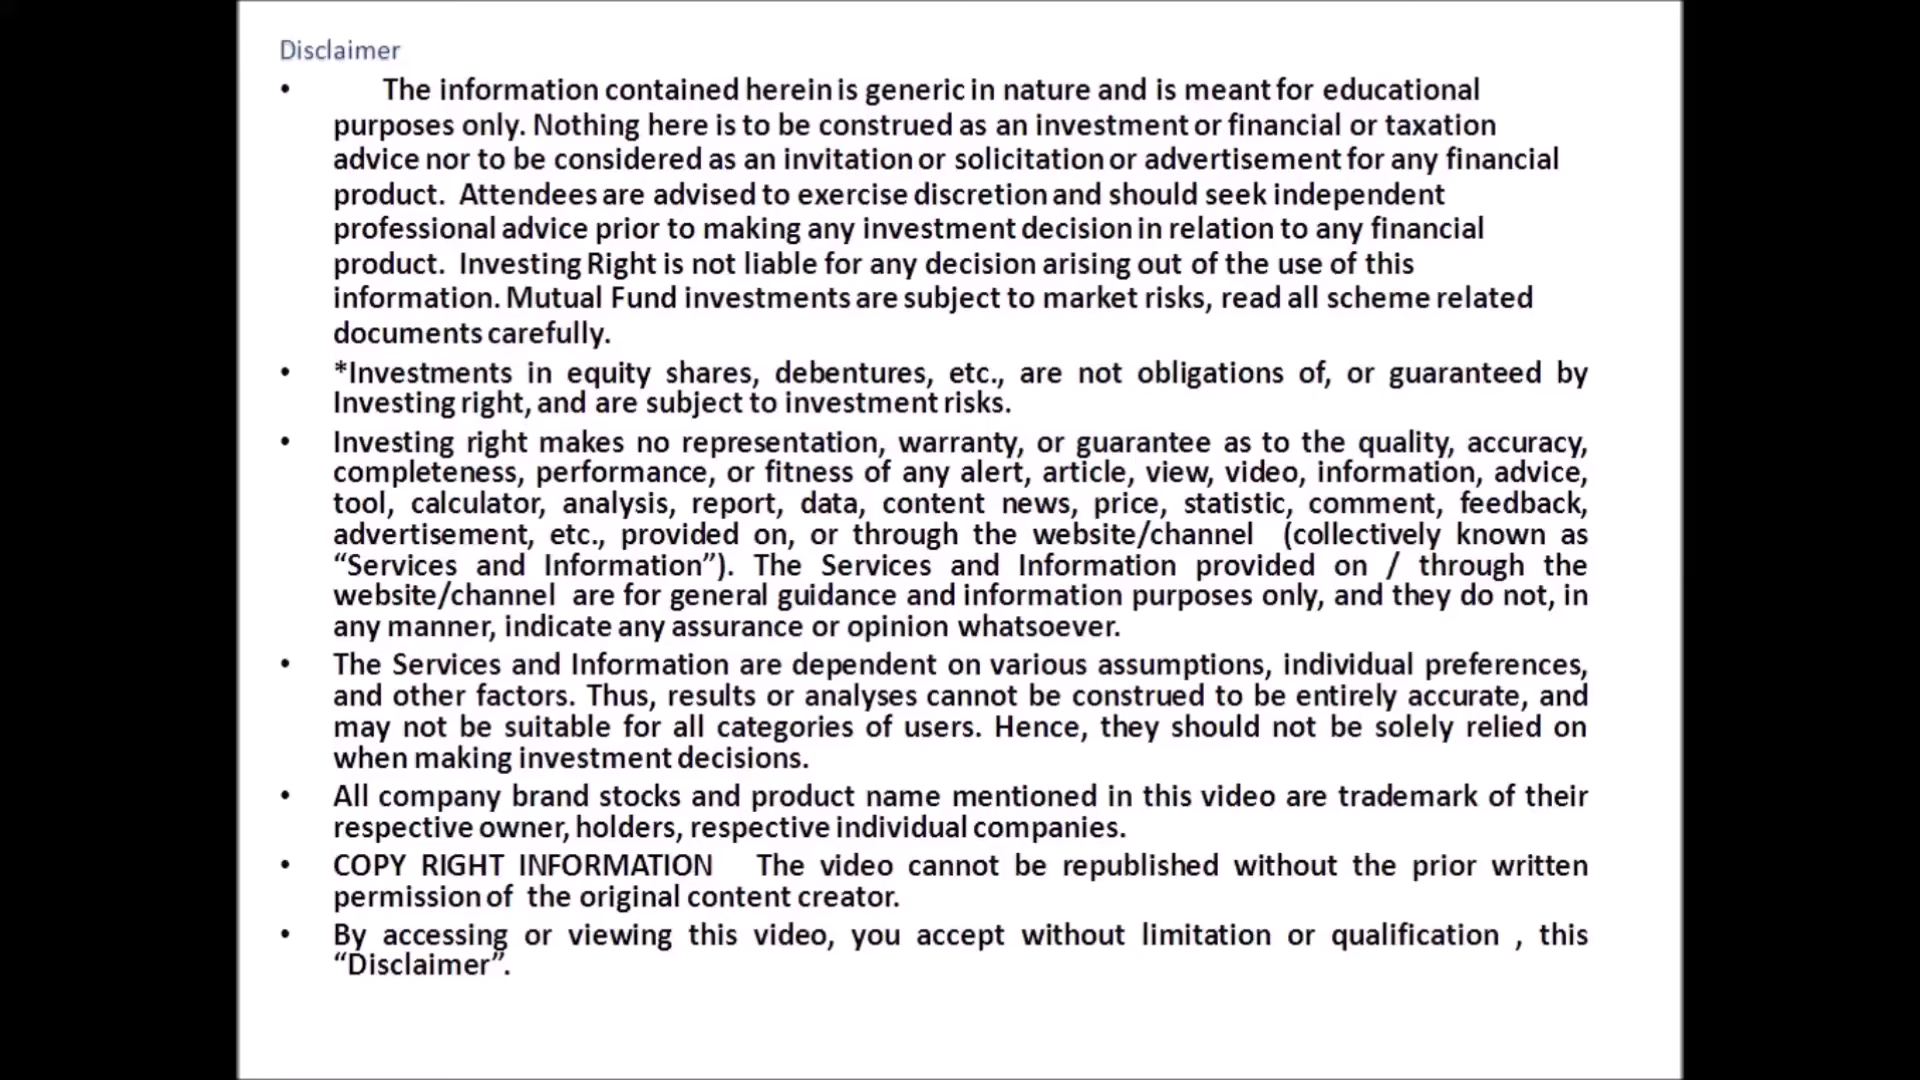 Disclaimer
• The information contained herein is generic in nature and is meant for educational
purposes only. Nothing here is to be construed as an investment or financial or taxation
advice nor to be considered as an invitation or solicitation or advertisement for any financial
product. Attendees are advised to exercise discretion and should seek independent
professional advice prior to making any investment decision in relation to any financial
product. Investing Right is not liable for any decision arising out of the use of this
information. Mutual Fund investments are subject to market risks, read all scheme related
documents carefully.
• *Investments in equity shares, debentures, etc., are not obligations of, or guaranteed by
Investing right, and are subject to investment risks.
• Investing right makes no representation, warranty, or guarantee as to the quality, accuracy,
completeness, performance, or fitness of any alert, article, view, video, information, advice,
tool, calculator, analysis, report, data, content news, price, statistic, comment, feedback,
advertisement, etc., provided on, or through the website/channel (collectively known as
“Services and Information”). The Services and Information provided on / through the
website/channel are for general guidance and information purposes only, and they do not, in
any manner, indicate any assurance or opinion whatsoever.
• The Services and Information are dependent on various assumptions, individual preferences,
and other factors. Thus, results or analyses cannot be construed to be entirely accurate, and
may not be suitable for all categories of users. Hence, they should not be solely relied on
when making investment decisions.
• All company brand stocks and product name mentioned in this video are trademark of their
respective owner, holders, respective individual companies.
• COPY RIGHT INFORMATION The video cannot be republished without the prior written
permission of the original content creator.
• By accessing or viewing this video, you accept without limitation or qualification , this
“Disclaimer”.